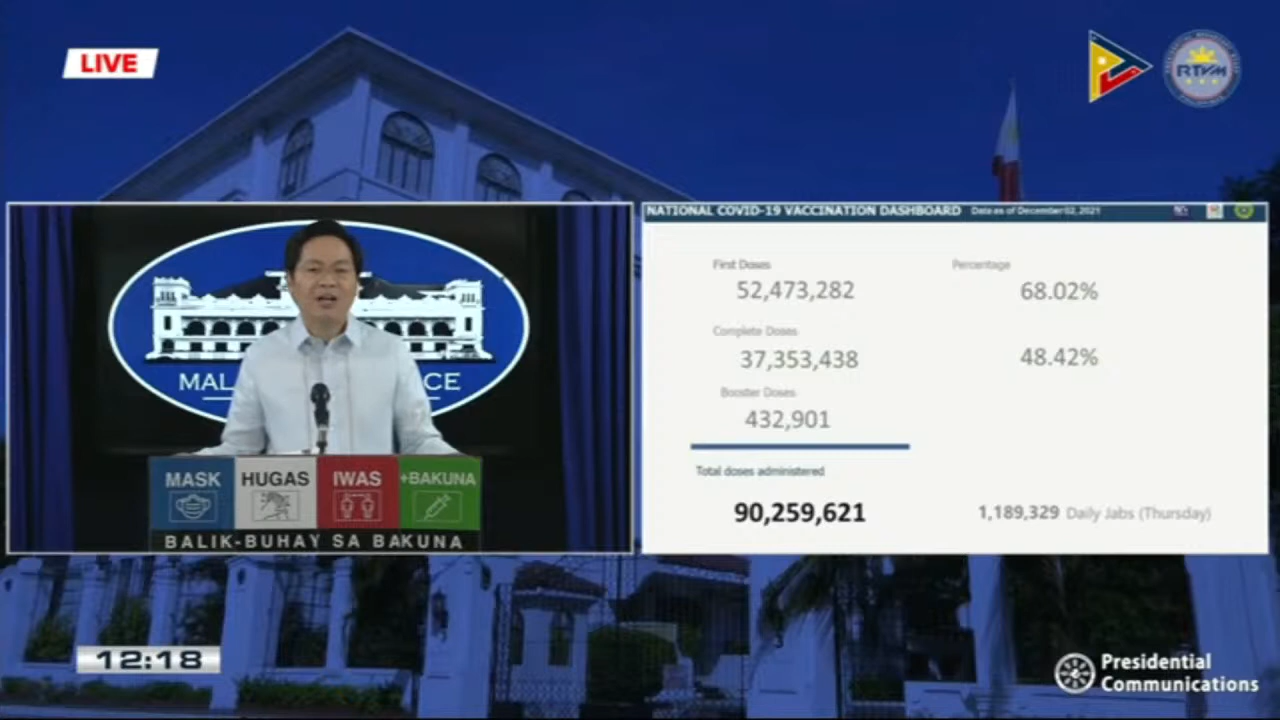 LIVE
RTVM
NATIONAL COVID-19 VACCINATION DASHBOARD Data as of December 02, 2021
First Doses Percentage
52,473,282 68.02%
Complete Doses
37,353,438 48.42%
Booster Doses
432,901
Total doses administered
90,259,621 1,189,329 Daily Jabs (Thursday)
MAL CE
MASK HUGAS IWAS +BAKUNA
BALIK-BUHAY SA BAKUNA
12:18
Presidential
Communications